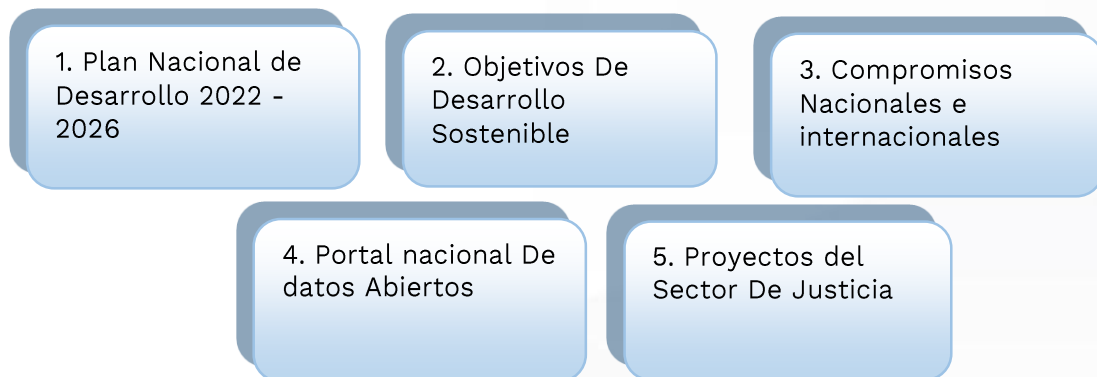 1. Plan Nacional de
Desarrollo 2022 -
2026
2. Objetivos De
Desarrollo
Sostenible
3. Compromisos
Nacionales e
internacionales
4. Portal nacional De
datos Abiertos
5. Proyectos del
Sector De Justicia